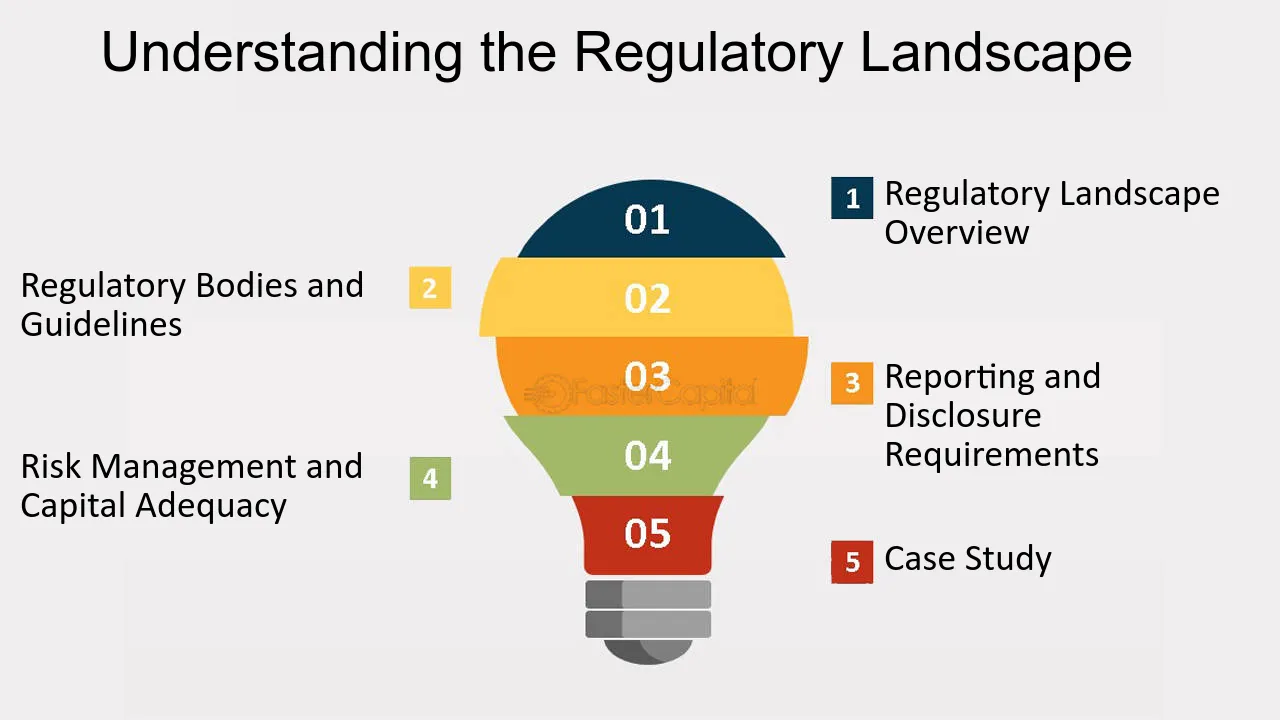 Understanding the Regulatory Landscape
01
02
03
04
05
FasterCapital
1
Regulatory Landscape
Overview
2
Regulatory Bodies and
Guidelines
3
Reporting and
Disclosure
Requirements
4
Risk Management and
Capital Adequacy
5
Case Study